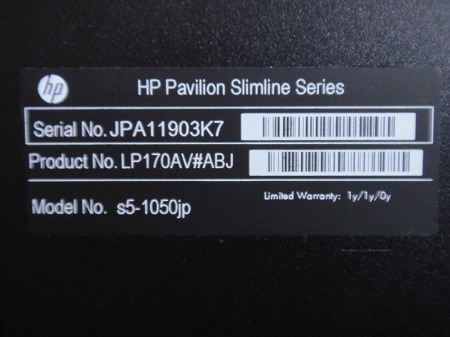 hp
HP Pavilion Slimline Series
Serial No. JPA11903K7
Product No. LP170AV#ABJ
Model No. s5-1050jp
Limited Warranty: 1y/1y/0y